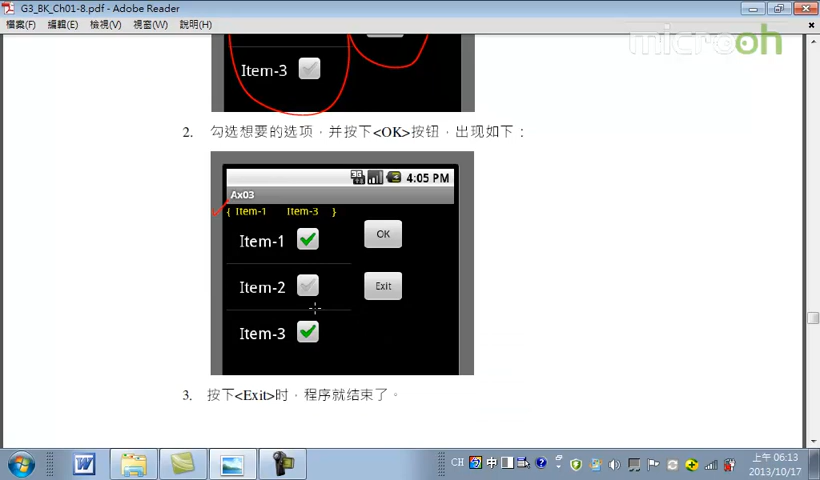 G3_BK_Ch01-8.pdf - Adobe Reader
檔案(F) 編輯(E) 檢視(V) 視窗(W) 說明(H)
microoh
Item-3
2. 勾选想要的选项，并按下<OK>按钮，出现如下：
4:05 PM
Ax03
{ Item-1 Item-3 }
Item-1
OK
Item-2
Exit
Item-3
3. 按下<Exit>时，程序就结束了。
CH 中
上午 06:13
2013/10/17